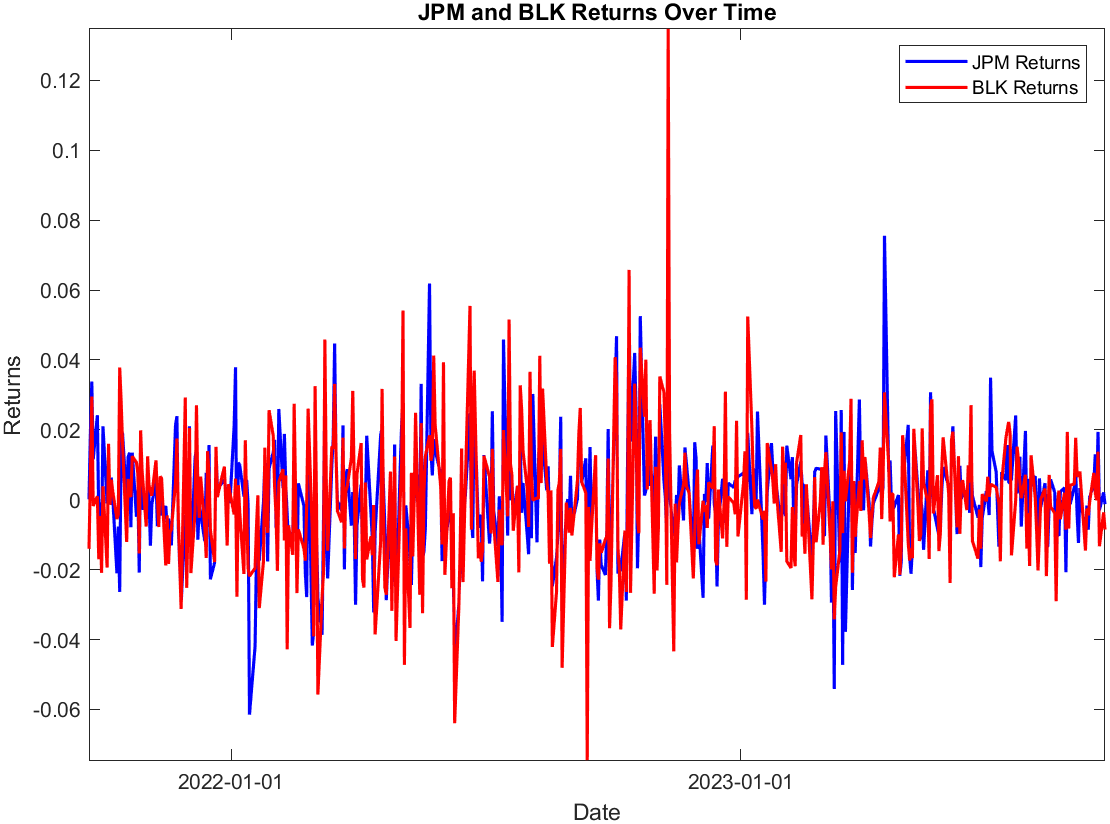 JPM and BLK Returns Over Time
JPM Returns
BLK Returns
0.12
0.1
0.08
0.06
0.04
0.02
0
-0.02
-0.04
-0.06
Returns
2022-01-01
2023-01-01
Date